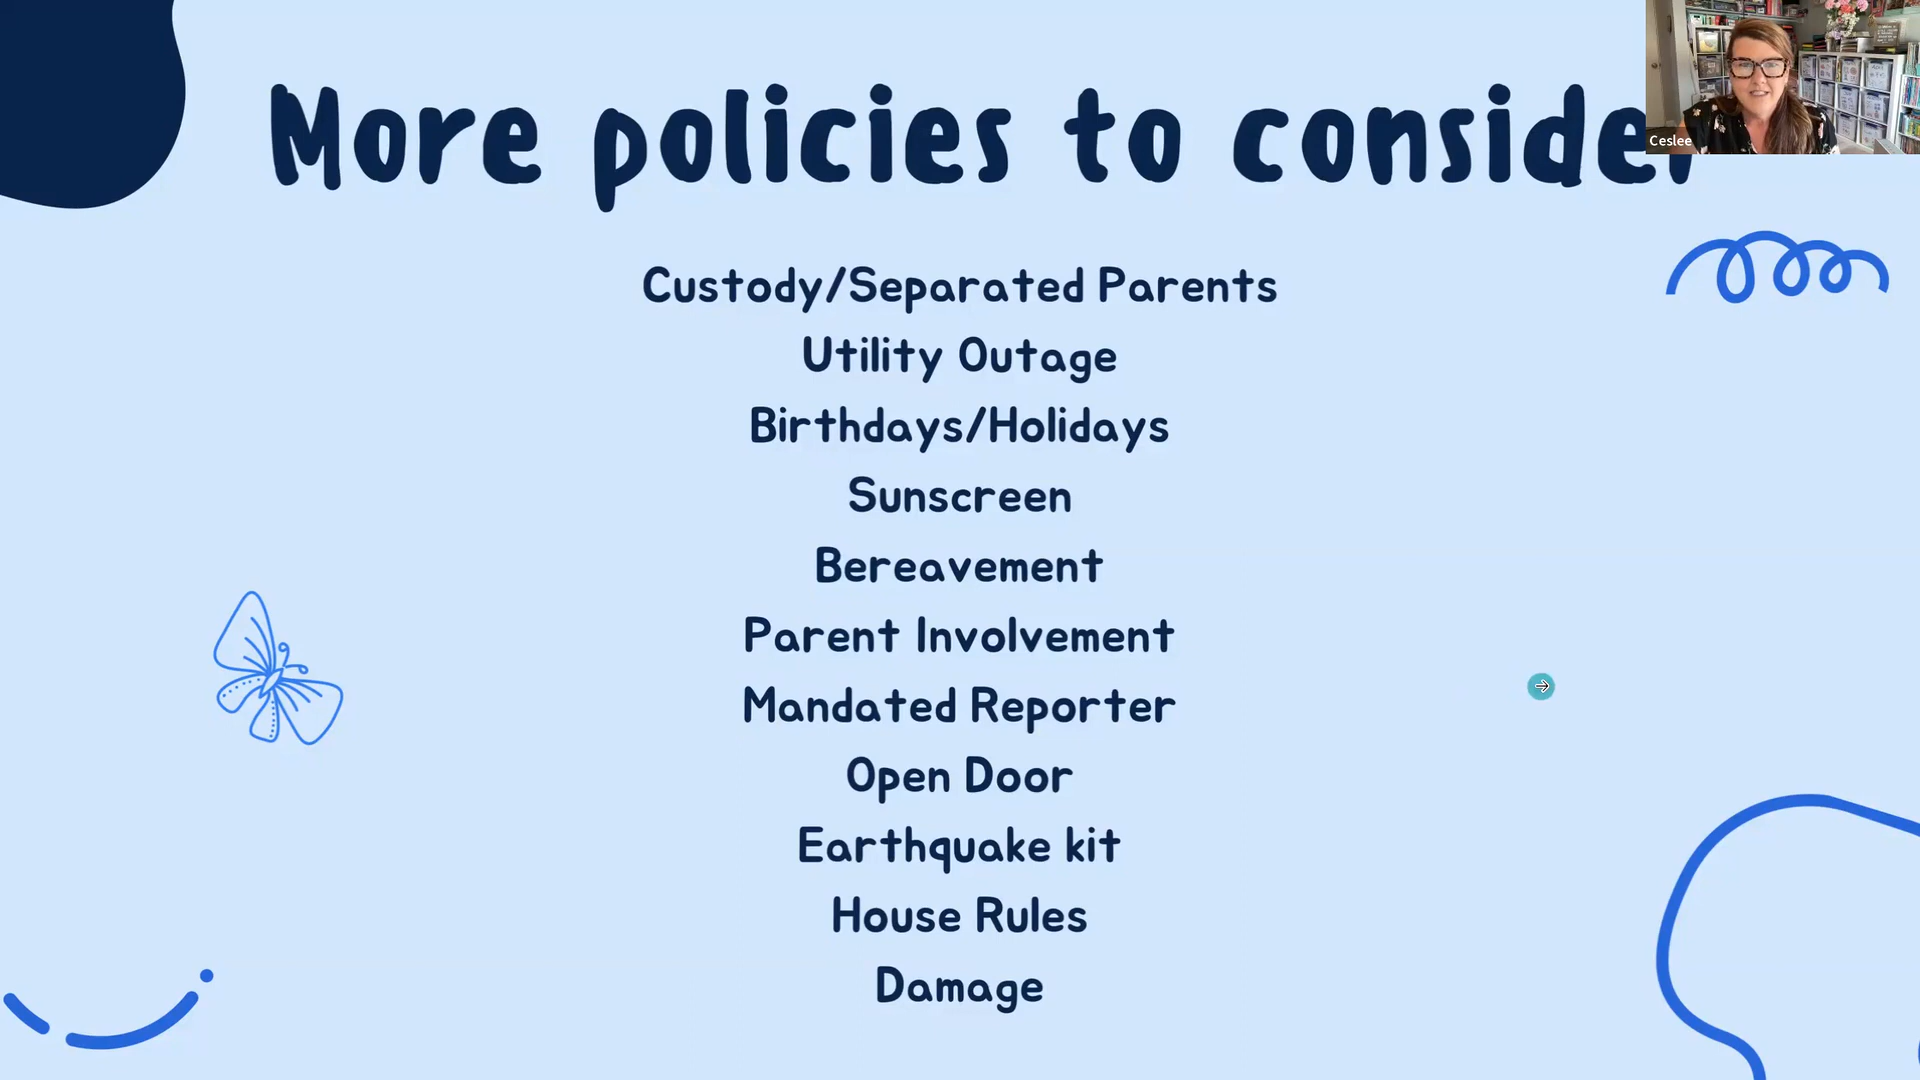 More policies to consider
Ceslee
Custody/Separated Parents
Utility Outage
Birthdays/Holidays
Sunscreen
Bereavement
Parent Involvement
Mandated Reporter
Open Door
Earthquake kit
House Rules
Damage